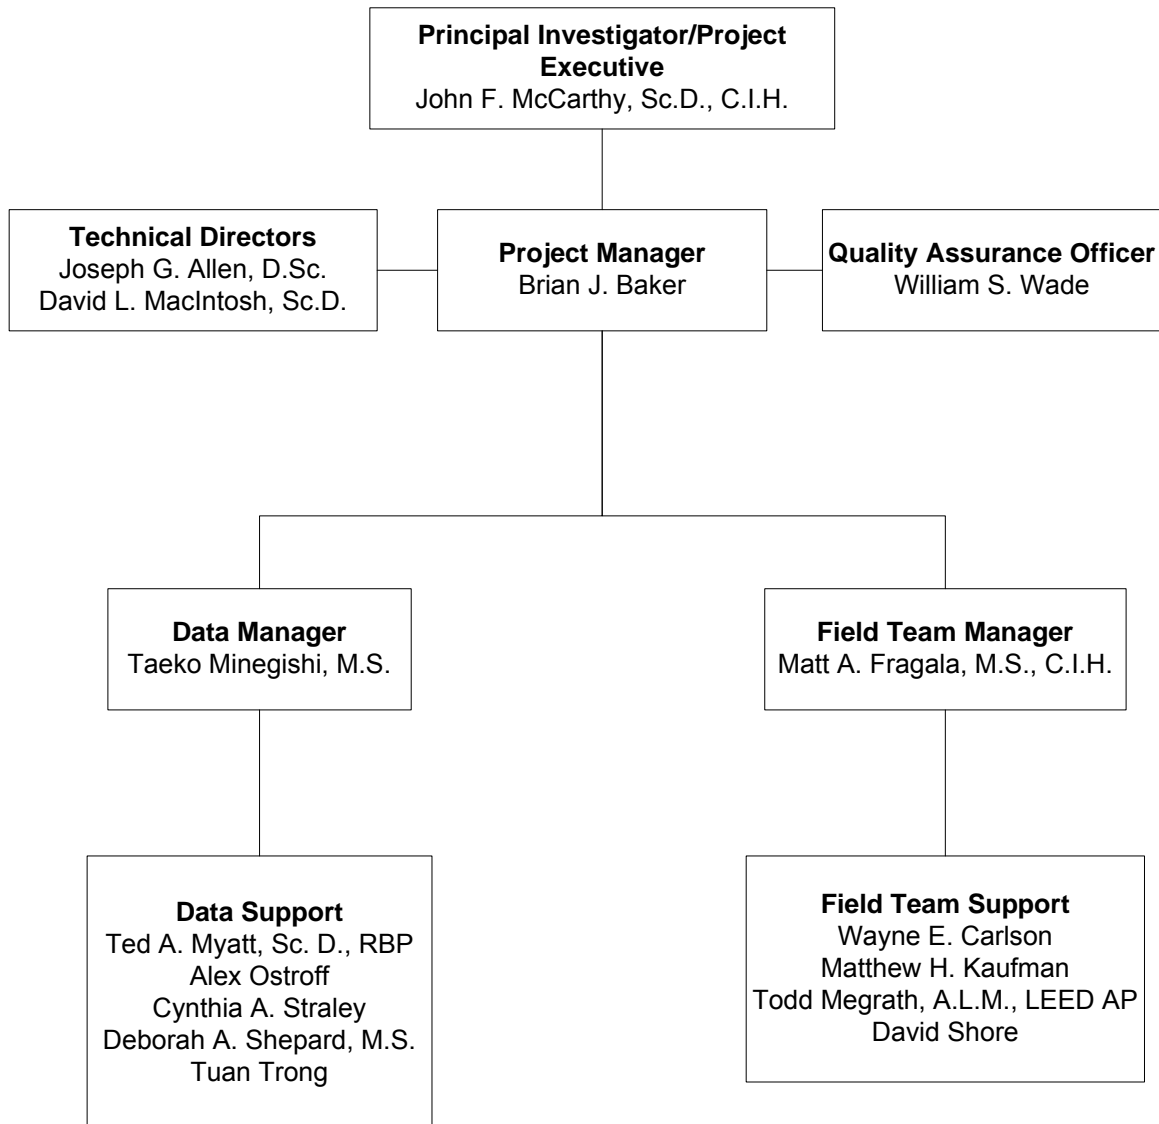 Principal Investigator/Project
Executive
John F. McCarthy, Sc.D., C.I.H.
Technical Directors
Joseph G. Allen, D.Sc.
David L. MacIntosh, Sc.D.
Project Manager
Brian J. Baker
Quality Assurance Officer
William S. Wade
Data Manager
Taeko Minegishi, M.S.
Field Team Manager
Matt A. Fragala, M.S., C.I.H.
Data Support
Ted A. Myatt, Sc. D., RBP
Alex Ostroff
Cynthia A. Straley
Deborah A. Shepard, M.S.
Tuan Trong
Field Team Support
Wayne E. Carlson
Matthew H. Kaufman
Todd Megrath, A.L.M., LEED AP
David Shore